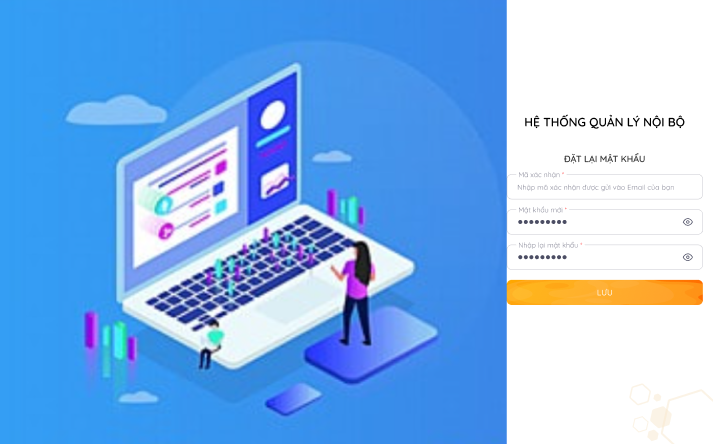 HỆ THỐNG QUẢN LÝ NỘI BỘ
ĐẶT LẠI MẬT KHẨU
Mã xác nhận *
Nhập mã xác nhận được gửi vào Email của bạn
Mật khẩu mới *
•••••••••
Nhập lại mật khẩu *
•••••••••
LƯU